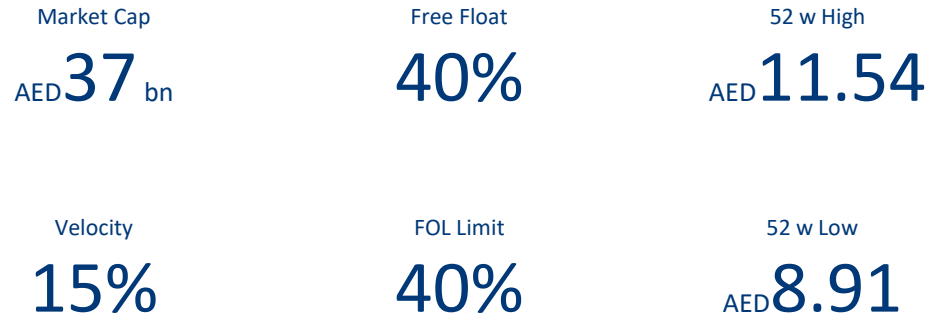 Market Cap
Free Float
52 w High
AED37 bn
40%
AED11.54
Velocity
FOL Limit
52 w Low
15%
40%
AED8.91